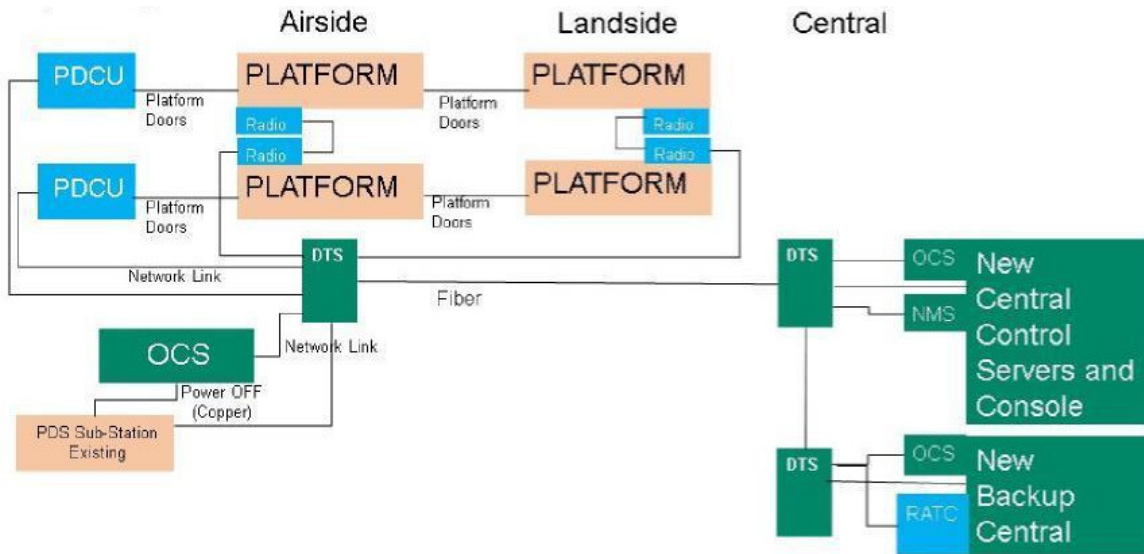 Airside
Landside
Central
PDCU
Platform
Doors
PLATFORM
Platform
Doors
PLATFORM
Radio
Radio
Radio
Radio
PDCU
Platform
Doors
PLATFORM
Platform
Doors
PLATFORM
DTS
Network Link
Fiber
DTS
OCS
NMS
New
Central
Control
Servers and
Console
OCS
Network Link
Power OFF
(Copper)
PDS Sub-Station
Existing
DTS
OCS
RATC
New
Backup
Central